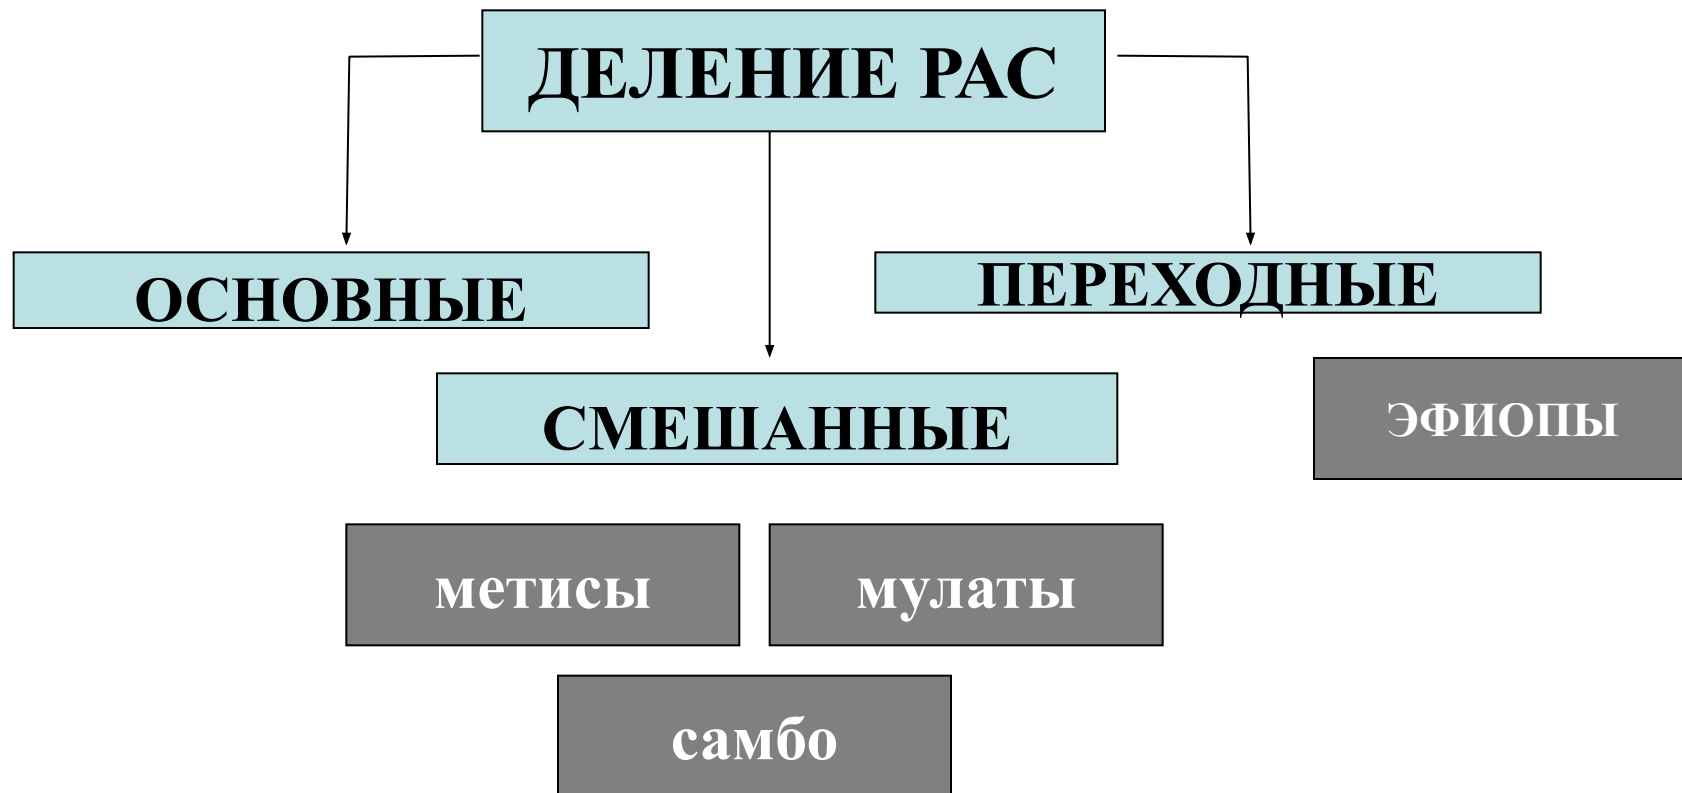 ДЕЛЕНИЕ РАС
ОСНОВНЫЕ
ПЕРЕХОДНЫЕ
СМЕШАННЫЕ
ЭФИОПЫ
метисы
мулаты
самбо